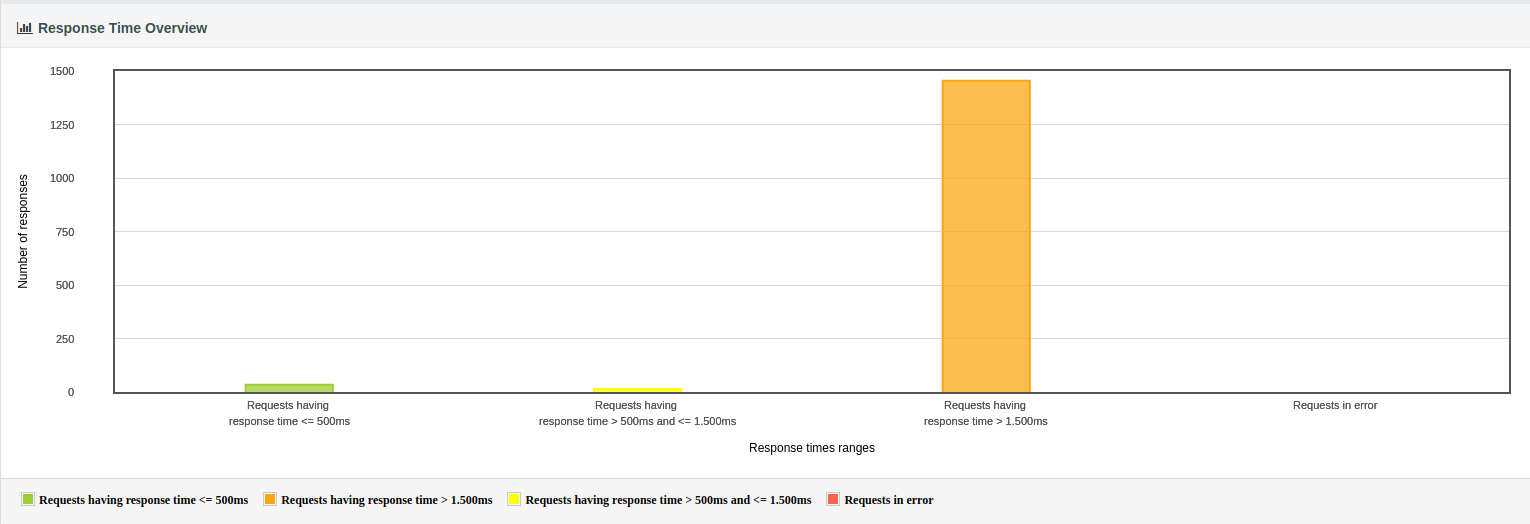 Response Time Overview
1500
1250
1000
750
500
250
0
Number of responses
Requests having
response time <= 500ms
Requests having
response time > 500ms and <= 1.500ms
Requests having
response time > 1.500ms
Requests in error
Response times ranges
Requests having response time <= 500ms
Requests having response time > 1.500ms
Requests having response time > 500ms and <= 1.500ms
Requests in error